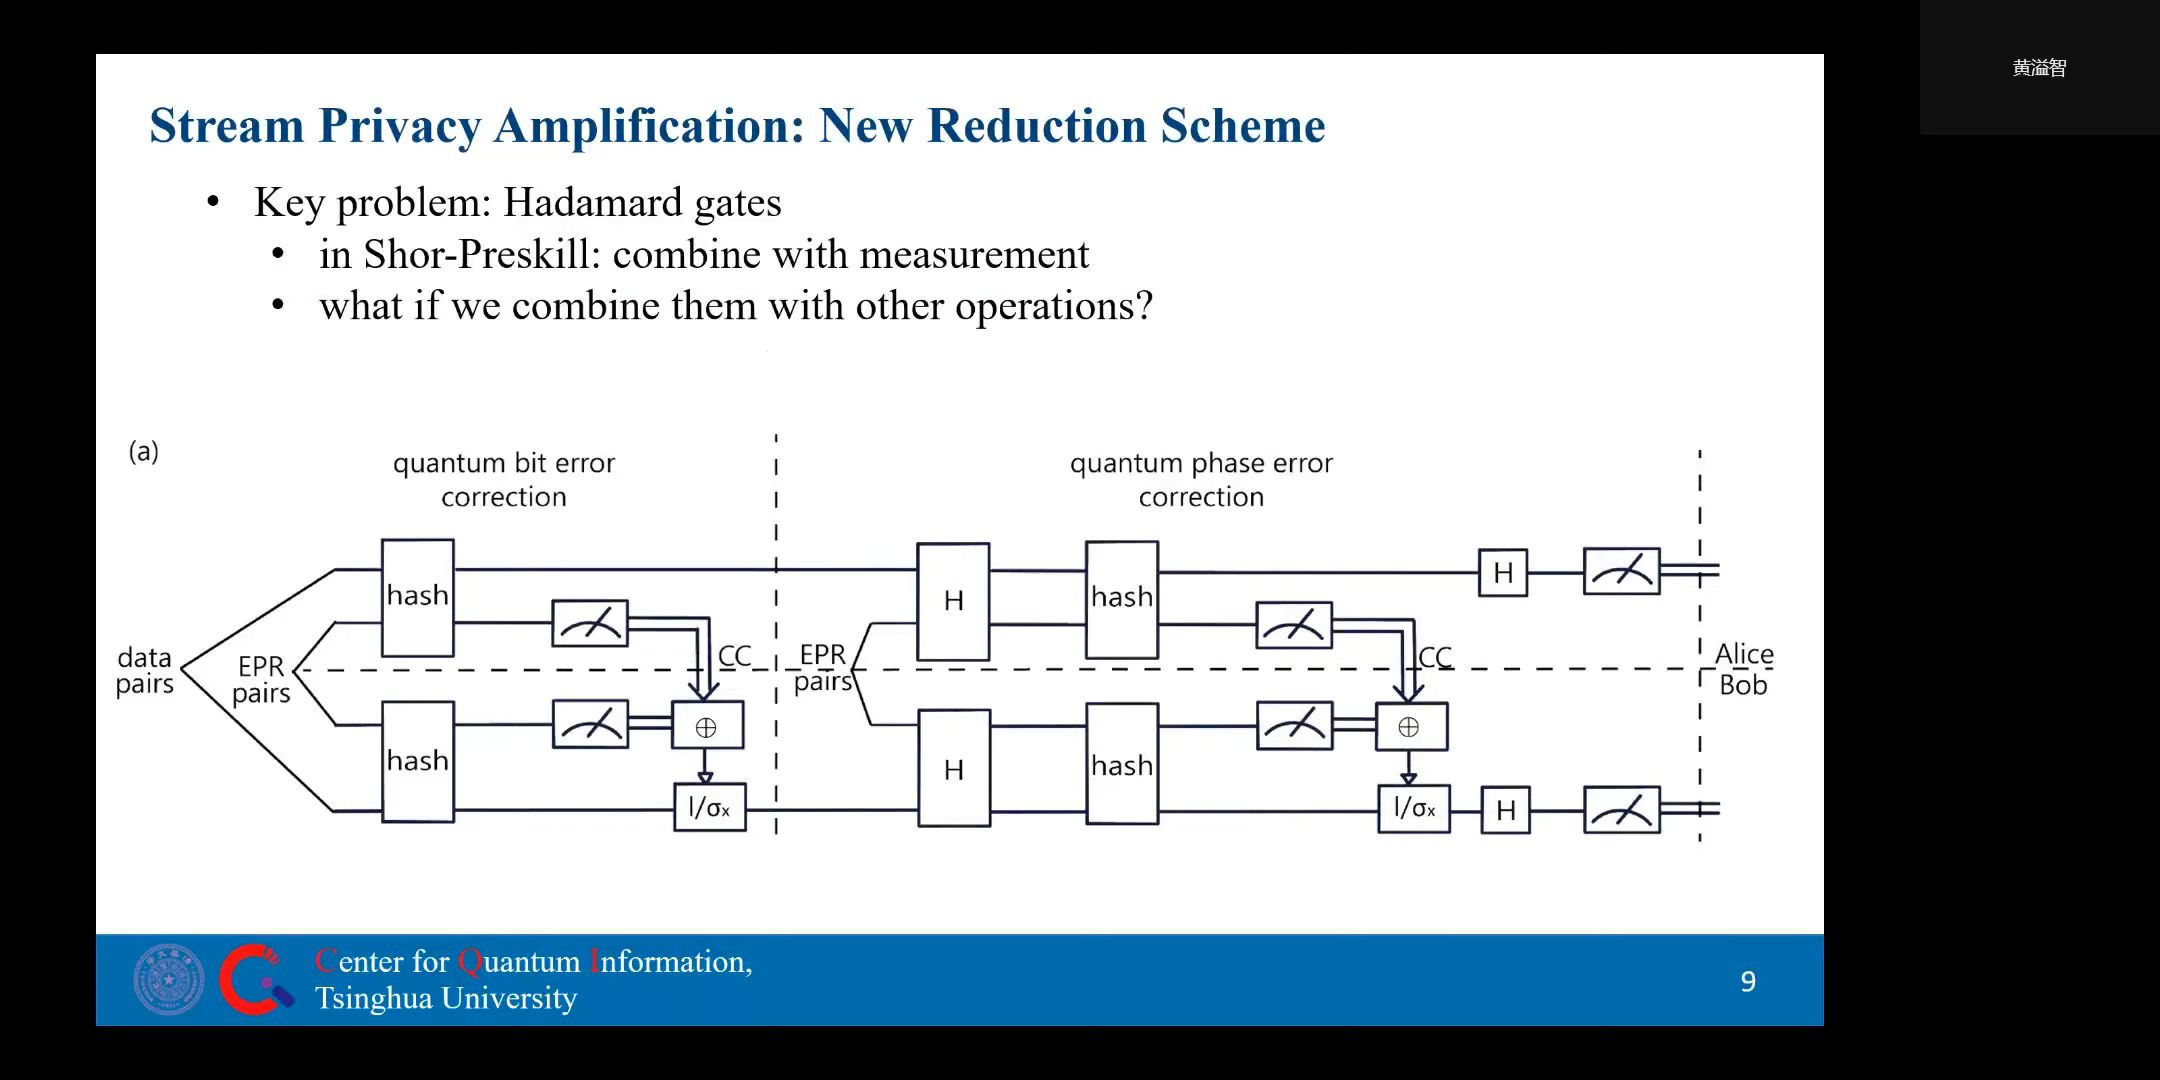 黄溢智
Stream Privacy Amplification: New Reduction Scheme
• Key problem: Hadamard gates
• in Shor-Preskill: combine with measurement
• what if we combine them with other operations?
(a)
quantum bit error
correction
quantum phase error
correction
hash
H
hash
H
CC
CC
data
pairs
EPR
pairs
EPR
pairs
Alice
Bob
hash
⊕
H
hash
⊕
I/σx
I/σx
H
Center for Quantum Information,
Tsinghua University
9